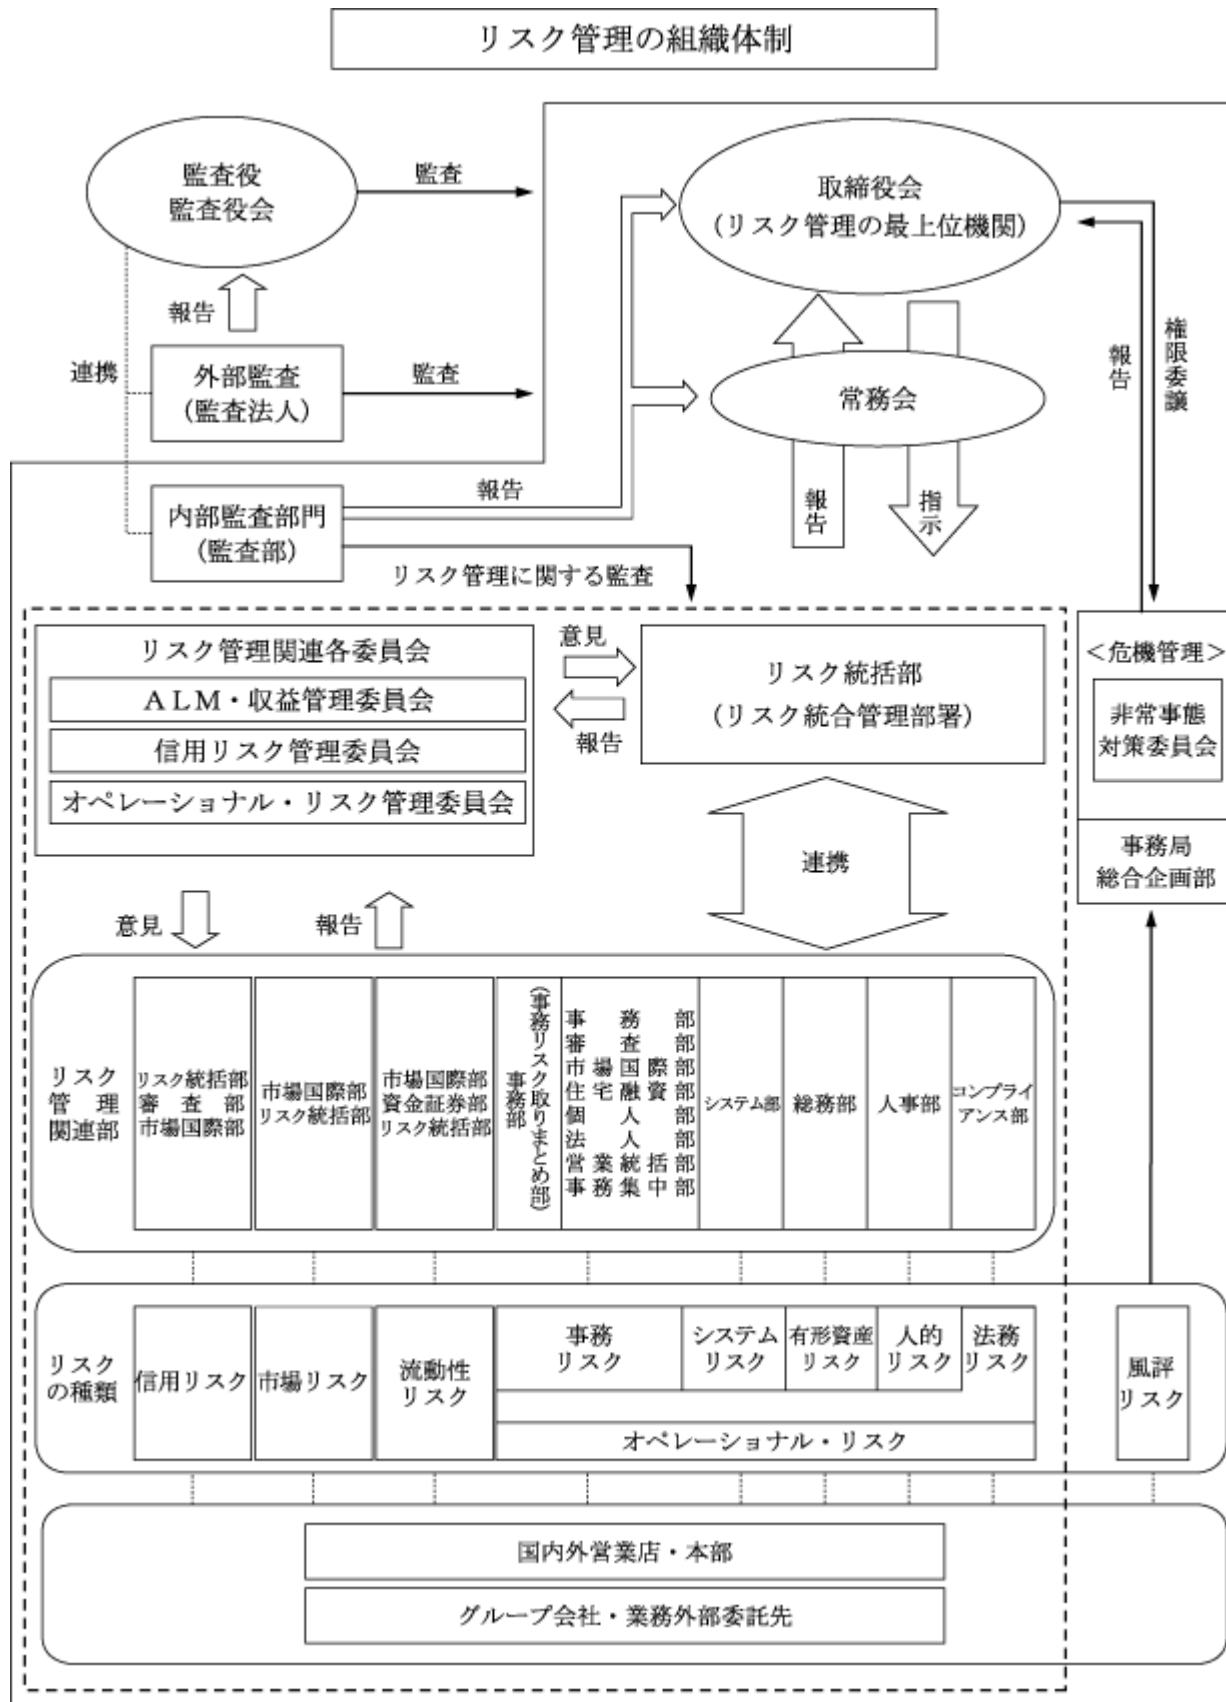 リスク管理の組織体制
監査役
監査役会
監査
取締役会
(リスク管理の最上位機関)
報告
連携
外部監査
(監査法人)
監査
常務会
報告
権限委譲
内部監査部門
(監査部)
報告
報告
指示
リスク管理に関する監査
リスク管理関連各委員会
ALM・収益管理委員会
信用リスク管理委員会
オペレーショナル・リスク管理委員会
意見
報告
リスク統括部
(リスク統合管理部署)
<危機管理>
非常事態
対策委員会
事務局
総合企画部
連携
意見
報告
リスク
管理
関連部
リスク統括部
審査部
市場国際部
市場国際部
リスク統括部
市場国際部
資金証券部
リスク統括部
事務部
(事務リスク取りまとめ部)
事務部
審査部
市場国際部
住宅融資部
個人部
法人部
営業統括部
事務集中部
システム部
総務部
人事部
コンプライ
アンス部
リスク
の種類
信用リスク
市場リスク
流動性
リスク
事務
リスク
システム
リスク
有形資産
リスク
人的
リスク
法務
リスク
オペレーショナル・リスク
風評
リスク
国内外営業店・本部
グループ会社・業務外部委託先